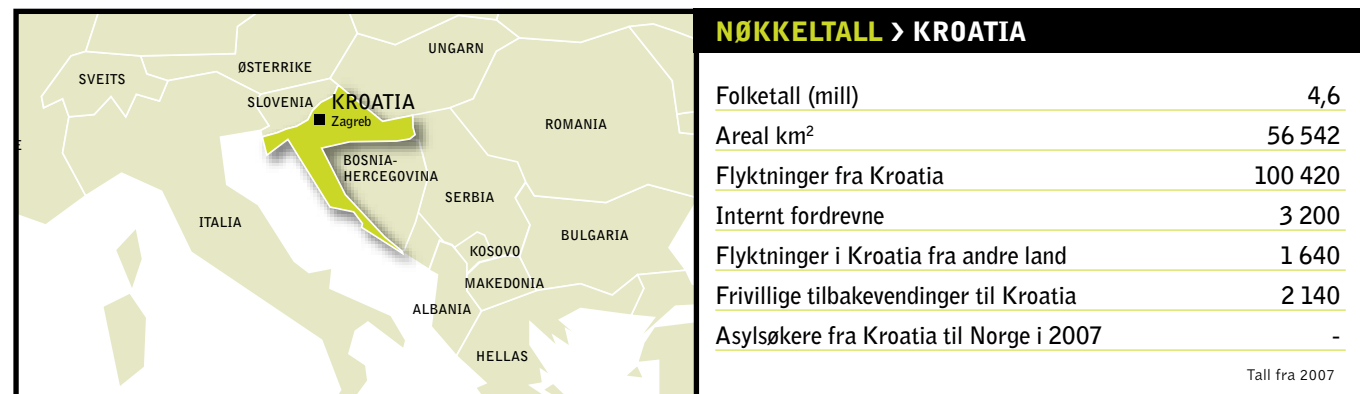 UNGARN
ØSTERRIKE
SVEITS
SLOVENIA
KROATIA
Zagreb
ROMANIA
E
BOSNIA-
HERCEGOVINA
SERBIA
ITALIA
BULGARIA
KOSOVO
MAKEDONIA
ALBANIA
HELLAS
NØKKELTALL › KROATIA
Folketall (mill) 4,6
Areal km² 56 542
Flyktninger fra Kroatia 100 420
Internt fordrevne 3 200
Flyktninger i Kroatia fra andre land 1 640
Frivillige tilbakevendinger til Kroatia 2 140
Asylsøkere fra Kroatia til Norge i 2007 -
Tall fra 2007